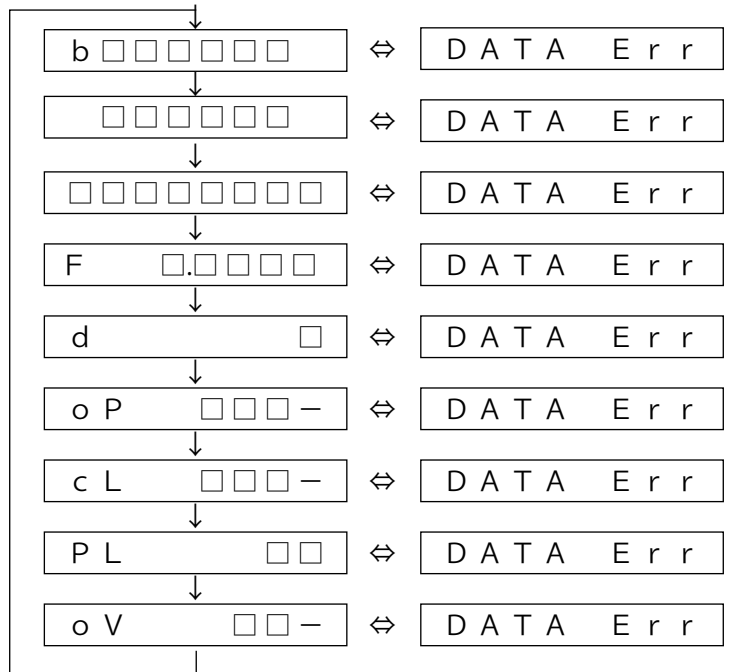 b □□□□□□ ⇔ DATA Err
□□□□□□ ⇔ DATA Err
□□□□□□□□ ⇔ DATA Err
F □.□□□□ ⇔ DATA Err
d □ ⇔ DATA Err
oP □□□− ⇔ DATA Err
cL □□□− ⇔ DATA Err
PL □□ ⇔ DATA Err
oV □□− ⇔ DATA Err